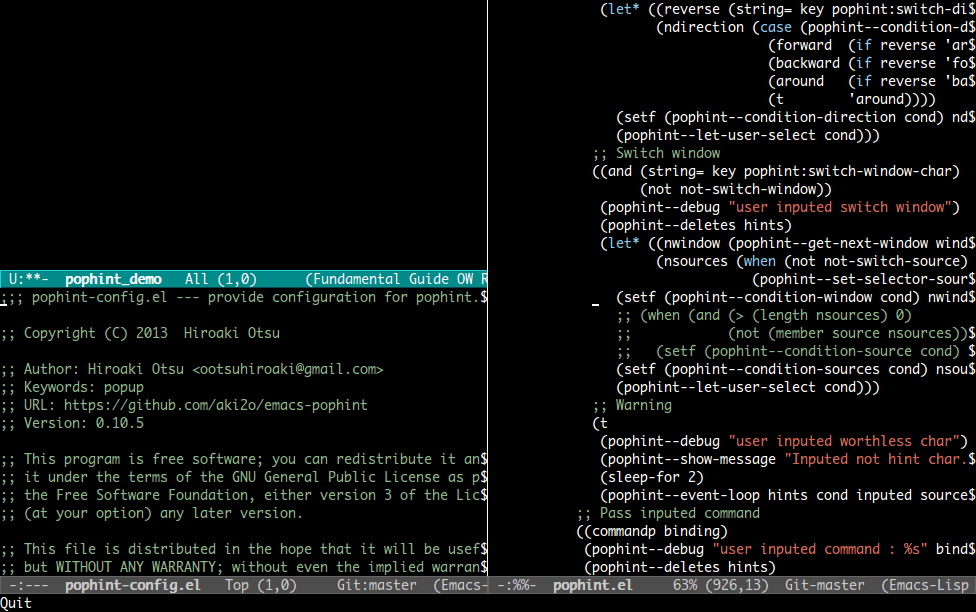 U:**-  pophint_demo   All (1,0)      (Fundamental Guide OW R
;;; pophint-config.el --- provide configuration for pophint.$
;; Copyright (C) 2013  Hiroaki Otsu
;; Author: Hiroaki Otsu <ootsuhiroaki@gmail.com>
;; Keywords: popup
;; URL: https://github.com/aki2o/emacs-pophint
;; Version: 0.10.5
;; This program is free software; you can redistribute it an$
;; it under the terms of the GNU General Public License as p$
;; the Free Software Foundation, either version 3 of the Lic$
;; (at your option) any later version.
;; This file is distributed in the hope that it will be usef$
;; but WITHOUT ANY WARRANTY; without even the implied warran$
-:---  pophint-config.el   Top (1,0)     Git:master  (Emacs-
(let* ((reverse (string= key pophint:switch-di$
(ndirection (case (pophint--condition-d$
(forward  (if reverse 'ar$
(backward (if reverse 'fo$
(around   (if reverse 'ba$
(t        'around))))
(setf (pophint--condition-direction cond) nd$
(pophint--let-user-select cond)))
;; Switch window
((and (string= key pophint:switch-window-char)
(not not-switch-window))
(pophint--debug "user inputed switch window")
(pophint--deletes hints)
(let* ((nwindow (pophint--get-next-window wind$
(nsources (when (not not-switch-source)
(pophint--set-selector-sour$
(setf (pophint--condition-window cond) nwind$
;; (when (and (> (length nsources) 0)
;;            (not (member source nsources))$
;;   (setf (pophint--condition-source cond) $
(setf (pophint--condition-sources cond) nsou$
(pophint--let-user-select cond)))
;; Warning
(t
(pophint--debug "user inputed worthless char")
(pophint--show-message "Inputed not hint char.$
(sleep-for 2)
(pophint--event-loop hints cond inputed source$
;; Pass inputed command
((commandp binding)
(pophint--debug "user inputed command : %s" bind$
(pophint--deletes hints)
-:%%-  pophint.el     63% (926,13)  Git-master  (Emacs-Lisp
Quit